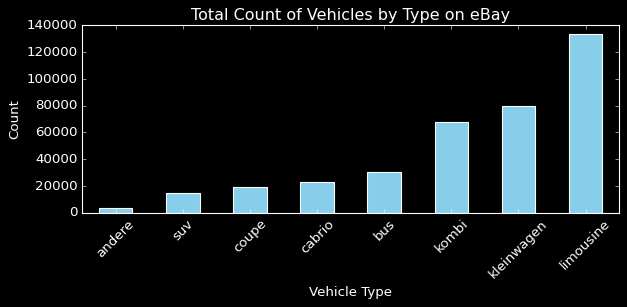 Total Count of Vehicles by Type on eBay
Count
140000
120000
100000
80000
60000
40000
20000
0
andere
suv
coupe
cabrio
bus
kombi
kleinwagen
limousine
Vehicle Type